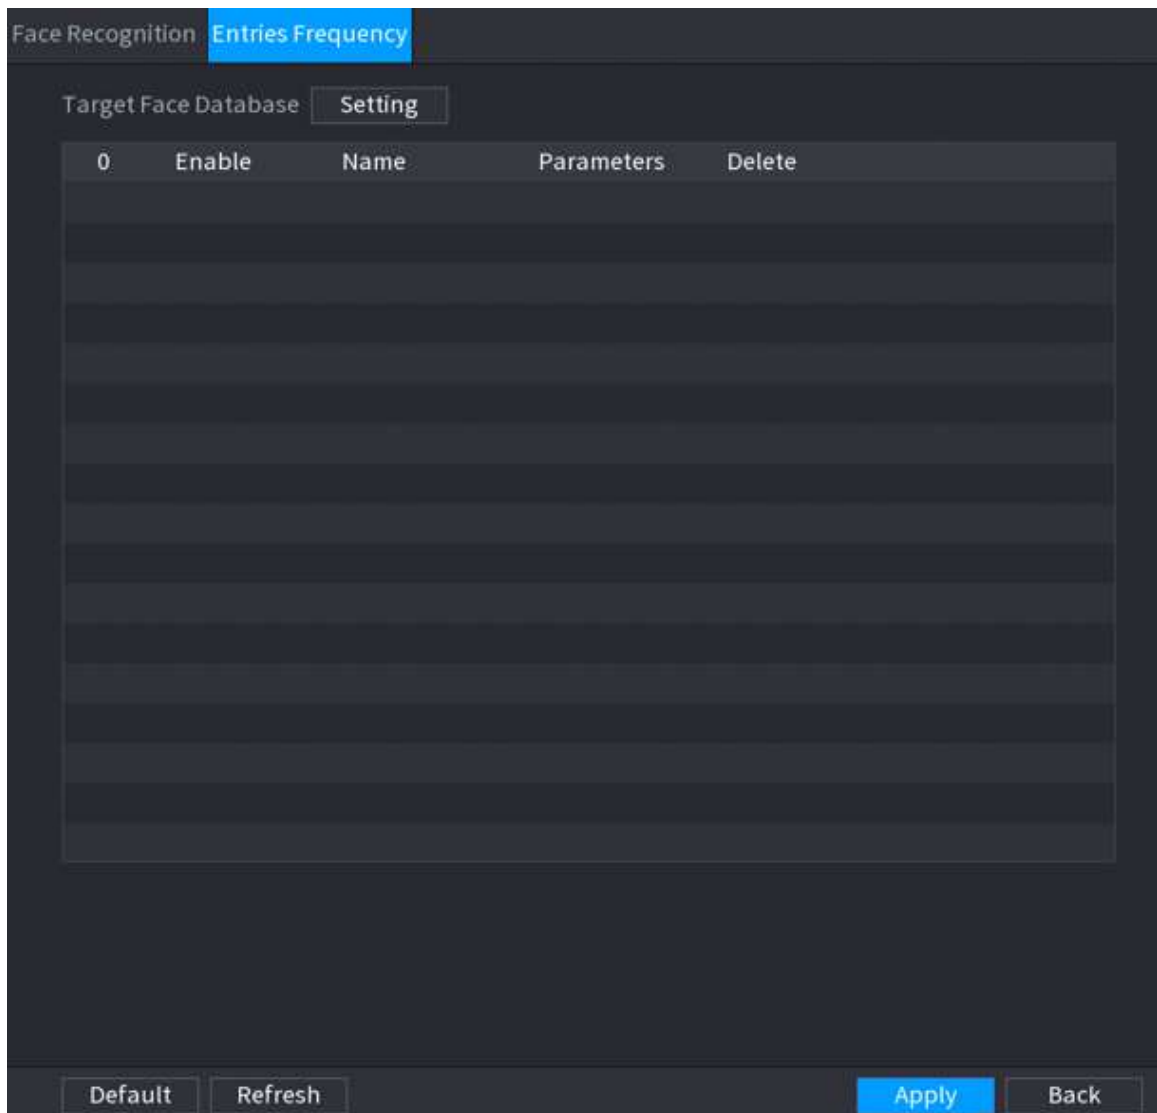 Face Recognition Entries Frequency
Target Face Database Setting
0 Enable Name Parameters Delete
Default Refresh Apply Back